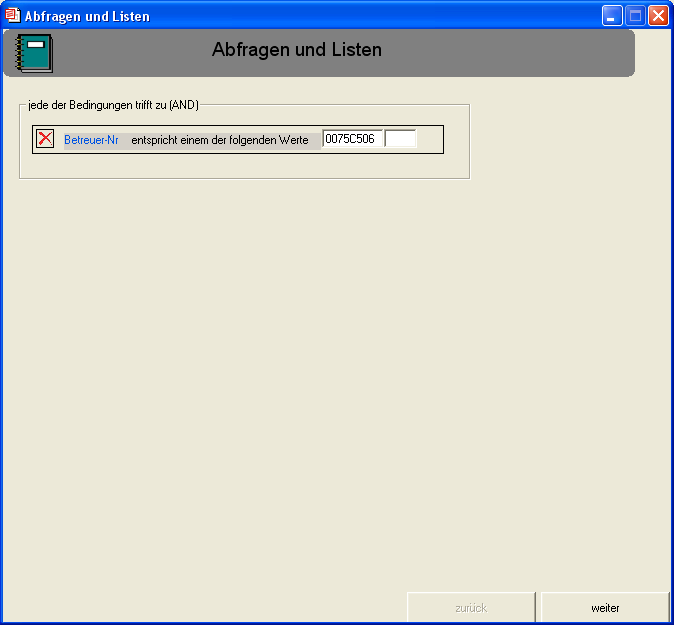 Abfragen und Listen
Abfragen und Listen
jede der Bedingungen trifft zu (AND)
Betreuer-Nr entspricht einem der folgenden Werte 0075C506
zurück weiter